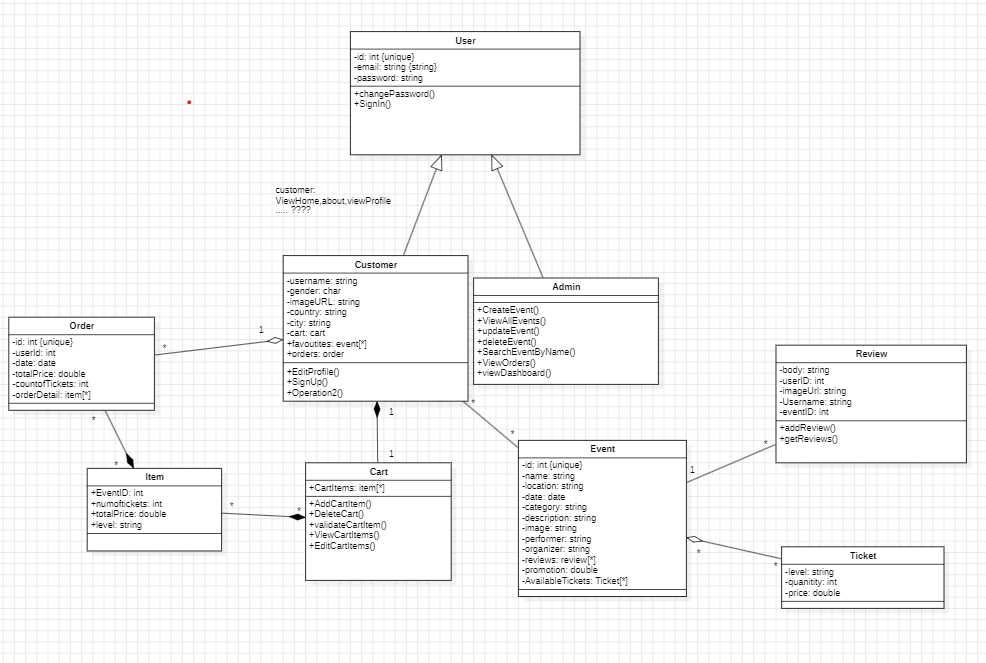 User
-id: int {unique}
-email: string {string}
-password: string
+changePassword()
+SignIn()
customer:
ViewHome,about,viewProfile
..... ????
Customer
-username: string
-gender: char
-imageURL: string
-country: string
-city: string
-cart: cart
+favoutites: event[*]
+orders: order
+EditProfile()
+SignUp()
+Operation2()
Admin
+CreateEvent()
+ViewAllEvents()
+updateEvent()
+deleteEvent()
+SearchEventByName()
+ViewOrders()
+viewDashboard()
Order
-id: int {unique}
-userId: int
-date: date
-totalPrice: double
-countofTickets: int
-orderDetail: item[*]
*
1
Review
-body: string
-userID: int
-imageUrl: string
-Username: string
-eventID: int
+addReview()
+getReviews()
*
1
1
1
*
*
*
*
Item
+EventID: int
+numoftickets: int
+totalPrice: double
+level: string
*
*
Cart
+CartItems: item[*]
+AddCartItem()
+DeleteCart()
+validateCartItem()
+ViewCartItems()
+EditCartItems()
Event
-id: int {unique}
-name: string
-location: string
-date: date
-category: string
-description: string
-image: string
-performer: string
-organizer: string
-reviews: review[*]
-promotion: double
-AvailableTickets: Ticket[*]
*
*
Ticket
-level: string
-quanitity: int
-price: double